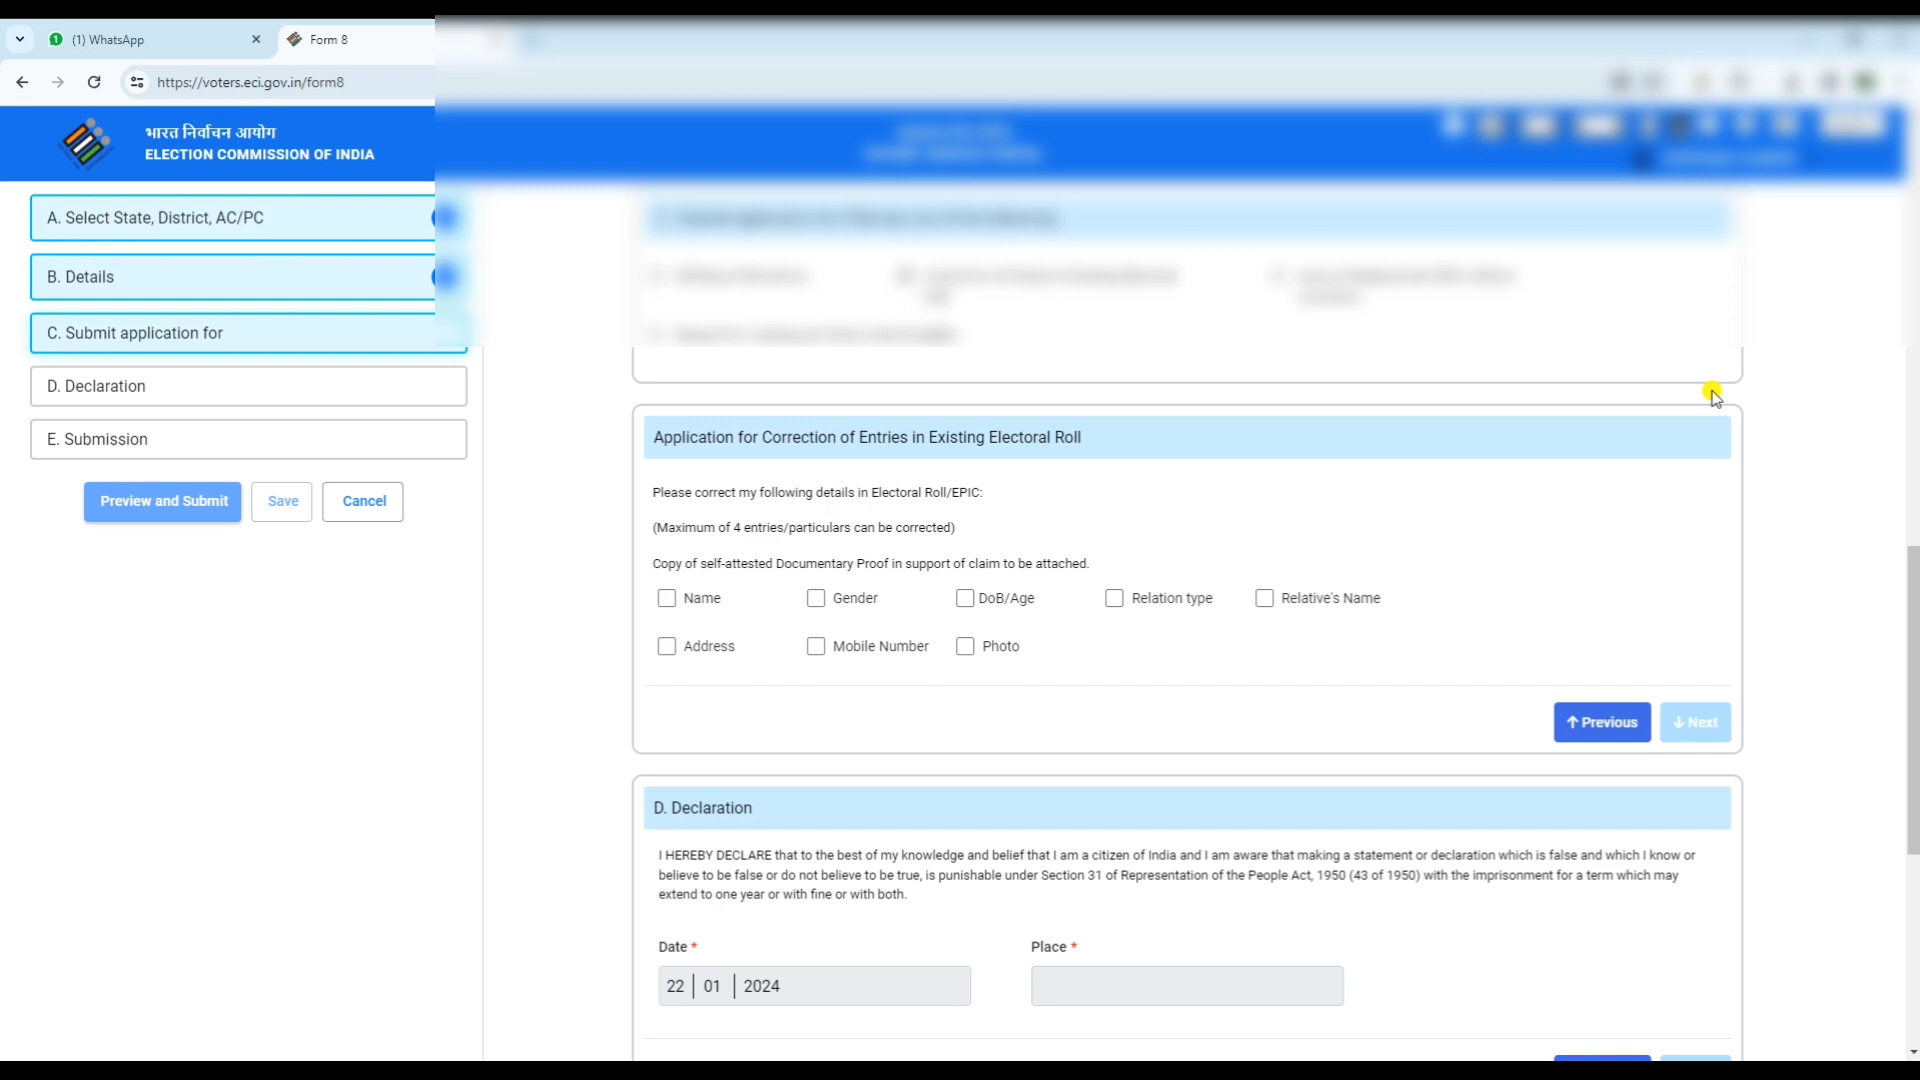 (1) WhatsApp
Form 8
https://voters.eci.gov.in/form8
भारत निर्वाचन आयोग
ELECTION COMMISSION OF INDIA
A. Select State, District, AC/PC
B. Details
C. Submit application for
D. Declaration
E. Submission
Preview and Submit Save Cancel
Application for Correction of Entries in Existing Electoral Roll
Please correct my following details in Electoral Roll/EPIC:
(Maximum of 4 entries/particulars can be corrected)
Copy of self-attested Documentary Proof in support of claim to be attached.
Name Gender DoB/Age Relation type Relative's Name
Address Mobile Number Photo
Previous Next
D. Declaration
I HEREBY DECLARE that to the best of my knowledge and belief that I am a citizen of India and I am aware that making a statement or declaration which is false and which I know or
believe to be false or do not believe to be true, is punishable under Section 31 of Representation of the People Act, 1950 (43 of 1950) with the imprisonment for a term which may
extend to one year or with fine or with both.
Date * Place *
22 01 2024